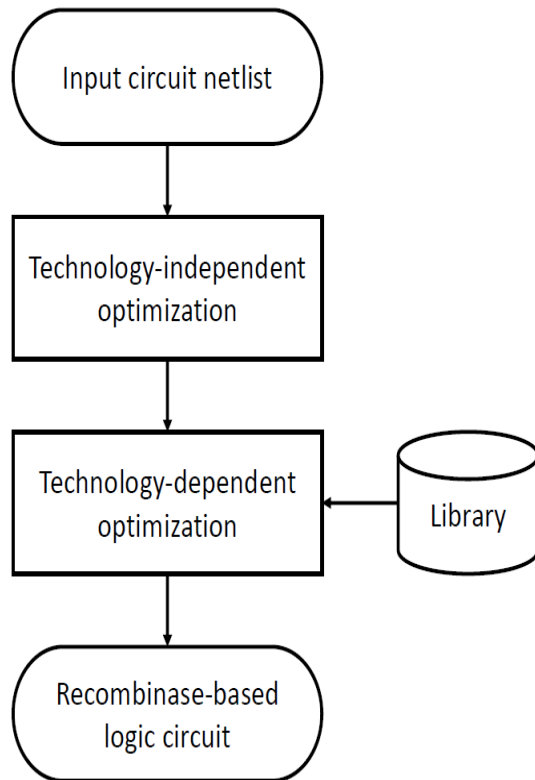 Input circuit netlist
Technology-independent
optimization
Technology-dependent
optimization
Library
Recombinase-based
logic circuit